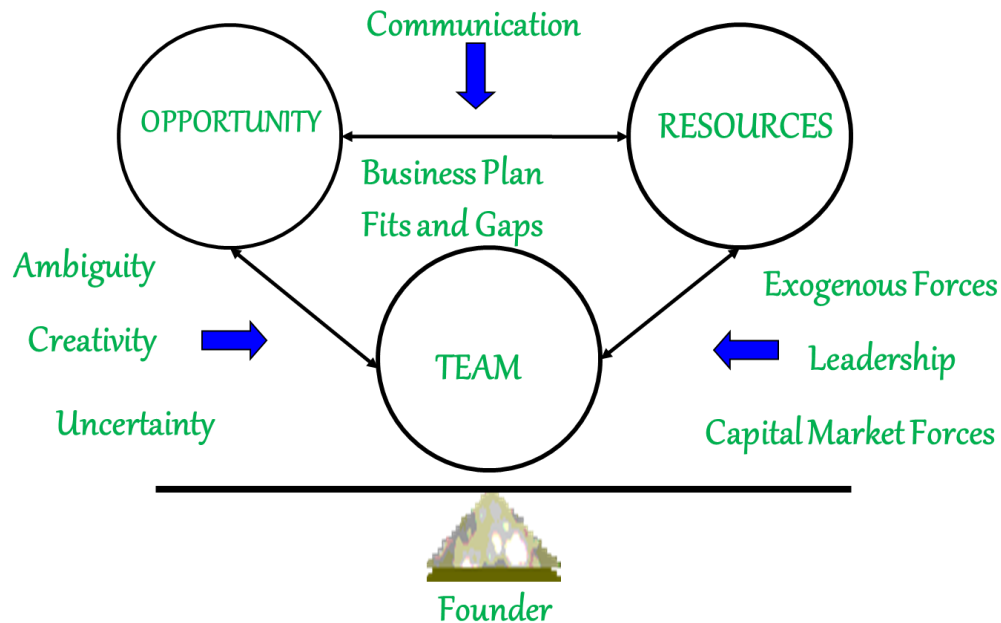 Communication
OPPORTUNITY
RESOURCES
Business Plan
Fits and Gaps
Ambiguity
Exogenous Forces
Creativity
Leadership
TEAM
Uncertainty
Capital Market Forces
Founder